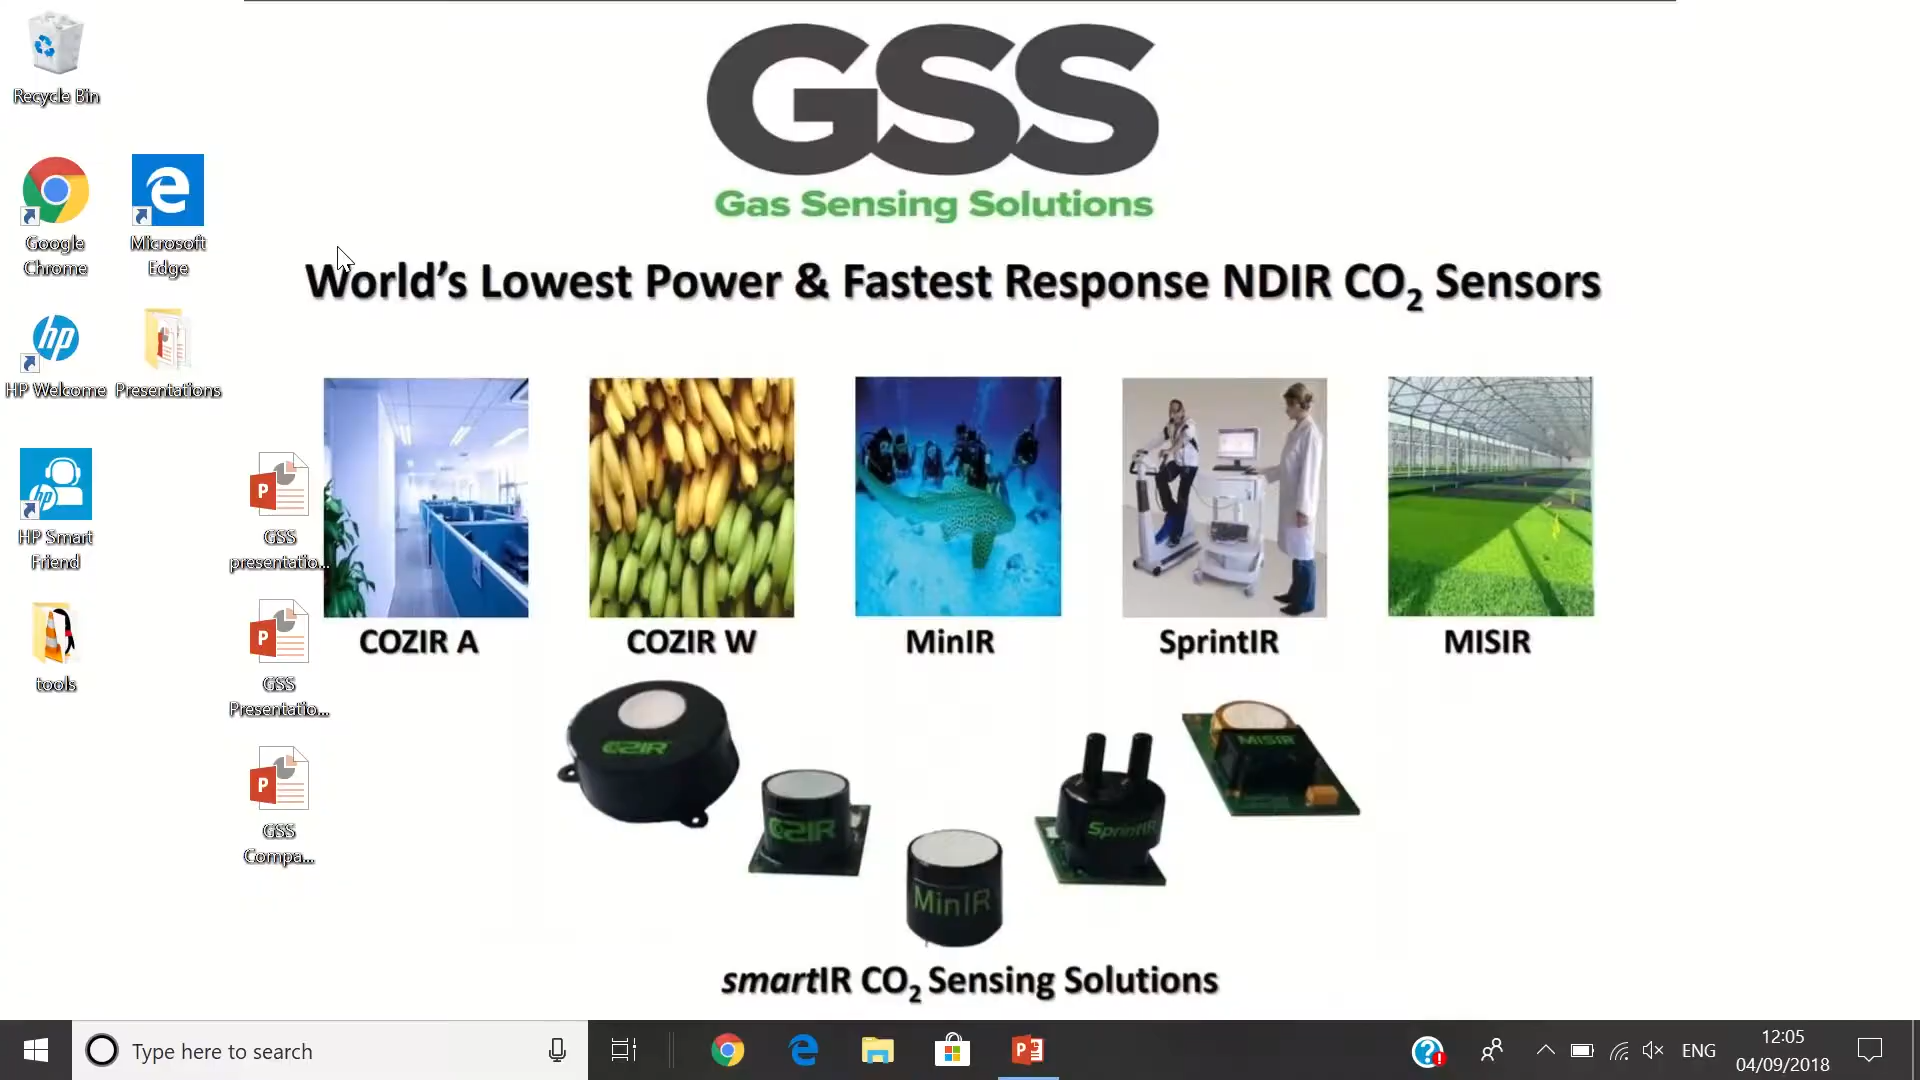 GSS
Gas Sensing Solutions
World's Lowest Power & Fastest Response NDIR CO2 Sensors
Recycle Bin
Google
Chrome
Microsoft
Edge
HP Welcome
Presentations
HP Smart
Friend
tools
GSS
presentatio...
GSS
Presentatio...
GSS
Compa...
COZIR A
COZIR W
MinIR
SprintIR
MISIR
COZIR
COZIR
MinIR
SprintIR
MISIR
smartIR CO2 Sensing Solutions
Type here to search
ENG
12:05
04/09/2018